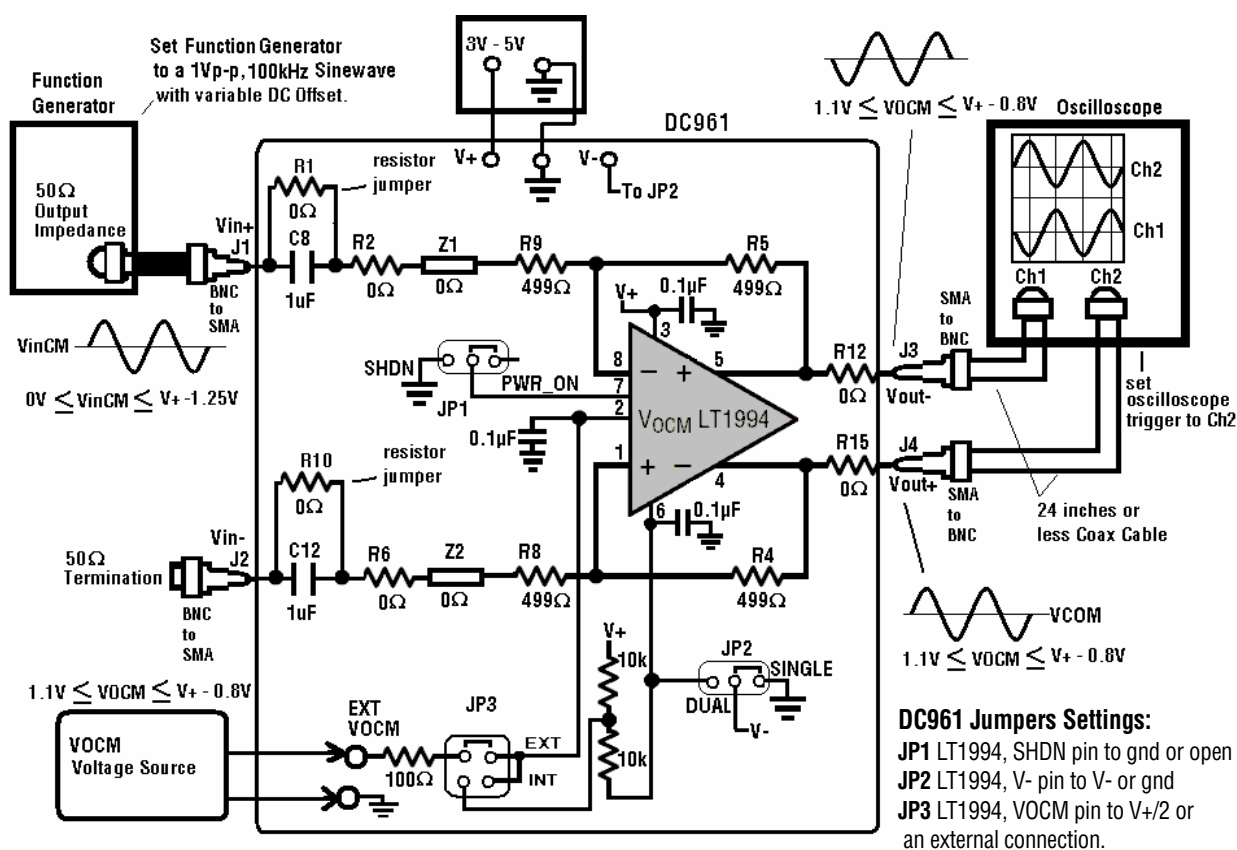 Set Function Generator
to a 1Vp-p, 100kHz Sinewave
with variable DC Offset.
Function
Generator
3V - 5V
1.1V ≤ VOCM ≤ V+ - 0.8V
Oscilloscope
DC961
V+
V-
To JP2
R1
resistor
jumper
0Ω
50Ω
Output
Impedance
Vin+
J1
C8
1uF
R2
0Ω
Z1
0Ω
R9
499Ω
R5
499Ω
BNC
to
SMA
Ch2
Ch1
Ch1
Ch2
SMA
to
BNC
V+
0.1µF
3
VinCM
0V ≤ VinCM ≤ V+ -1.25V
SHDN
JP1
PWR_ON
8
7
2
1
5
4
6
- +
VOCM LT1994
+ -
0.1µF
0.1µF
R12
0Ω
J3
Vout-
set
oscilloscope
trigger to Ch2
R15
0Ω
J4
Vout+
SMA
to
BNC
24 inches or
less Coax Cable
R10
resistor
jumper
0Ω
50Ω
Termination
Vin-
J2
C12
1uF
R6
0Ω
Z2
0Ω
R8
499Ω
R4
499Ω
BNC
to
SMA
VCOM
1.1V ≤ VOCM ≤ V+ - 0.8V
V+
10k
10k
JP2
SINGLE
DUAL
V-
1.1V ≤ VOCM ≤ V+ - 0.8V
VOCM
Voltage Source
EXT
VOCM
100Ω
JP3
EXT
INT
DC961 Jumpers Settings:
JP1 LT1994, SHDN pin to gnd or open
JP2 LT1994, V- pin to V- or gnd
JP3 LT1994, VOCM pin to V+/2 or
an external connection.